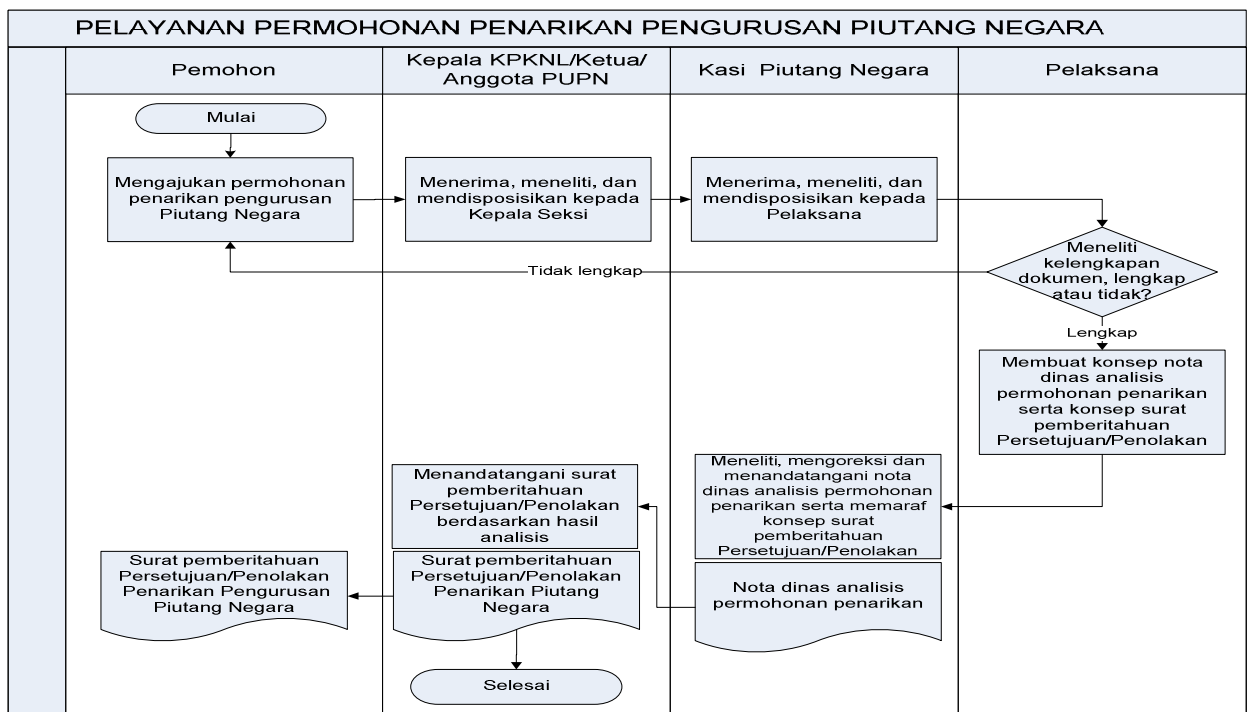 PELAYANAN PERMOHONAN PENARIKAN PENGURUSAN PIUTANG NEGARA
Pemohon
Kepala KPKNL/Ketua/
Anggota PUPN
Kasi Piutang Negara
Pelaksana
Mulai
Mengajukan permohonan
penarikan pengurusan
Piutang Negara
Menerima, meneliti, dan
mendisposisikan kepada
Kepala Seksi
Menerima, meneliti, dan
mendisposisikan kepada
Pelaksana
Meneliti
kelengkapan
dokumen, lengkap
atau tidak?
Tidak lengkap
Lengkap
Membuat konsep nota
dinas analisis
permohonan penarikan
serta konsep surat
pemberitahuan
Persetujuan/Penolakan
Meneliti, mengoreksi dan
menandatangani nota
dinas analisis permohonan
penarikan serta memaraf
konsep surat
pemberitahuan
Persetujuan/Penolakan
Nota dinas analisis
permohonan penarikan
Menandatangani surat
pemberitahuan
Persetujuan/Penolakan
berdasarkan hasil
analisis
Surat pemberitahuan
Persetujuan/Penolakan
Penarikan Piutang
Negara
Surat pemberitahuan
Persetujuan/Penolakan
Penarikan Pengurusan
Piutang Negara
Selesai